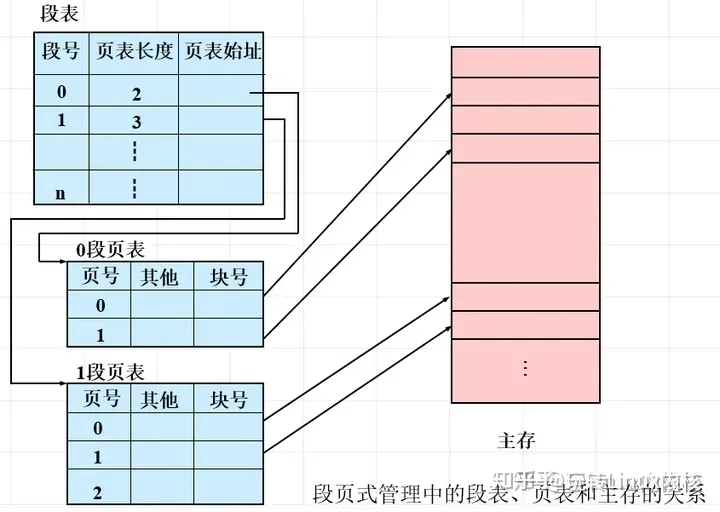 段表
段号 页表长度 页表始址
0 2
1 3
┇
n ┇
0段页表
页号 其他 块号
0
1
1段页表
页号 其他 块号
0
1
2
⋮
主存
知乎 @玩转Linux内核
段页式管理中的段表、页表和主存的关系